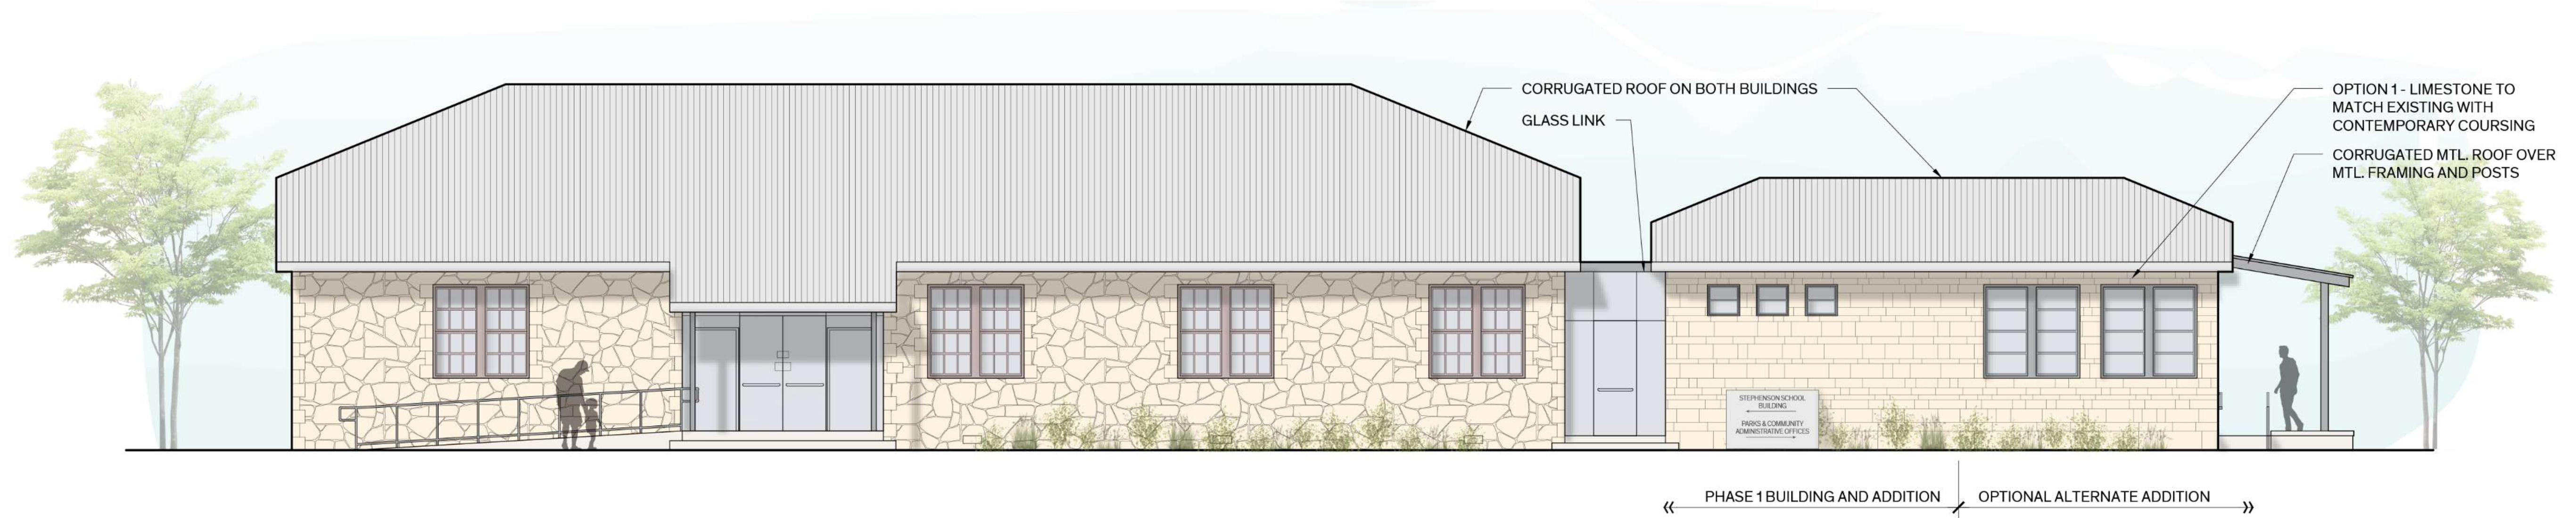 CORRUGATED ROOF ON BOTH BUILDINGS
GLASS LINK
OPTION 1 - LIMESTONE TO
MATCH EXISTING WITH
CONTEMPORARY COURSING
CORRUGATED MTL. ROOF OVER
MTL. FRAMING AND POSTS
STEPHENSON SCHOOL
BUILDING
PARKS & COMMUNITY
ADMINISTRATIVE OFFICES
PHASE 1 BUILDING AND ADDITION
OPTIONAL ALTERNATE ADDITION